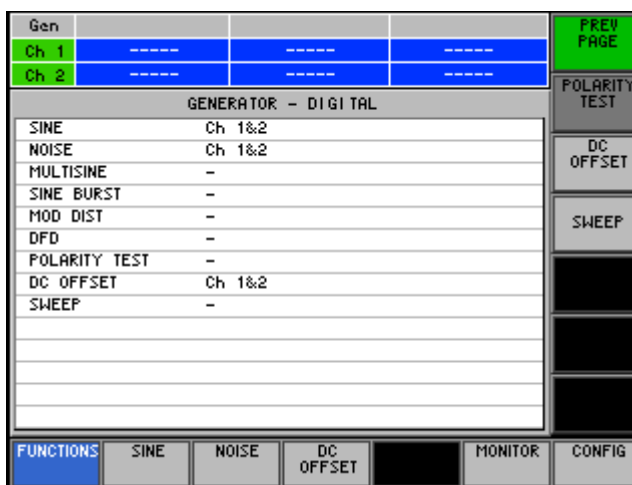 Gen
Ch 1 ----- ----- -----
Ch 2 ----- ----- -----
GENERATOR - DIGITAL
SINE Ch 1&2
NOISE Ch 1&2
MULTISINE -
SINE BURST -
MOD DIST -
DFD -
POLARITY TEST -
DC OFFSET Ch 1&2
SWEEP -
PREV
PAGE
POLARITY
TEST
DC
OFFSET
SWEEP
FUNCTIONS SINE NOISE DC OFFSET MONITOR CONFIG